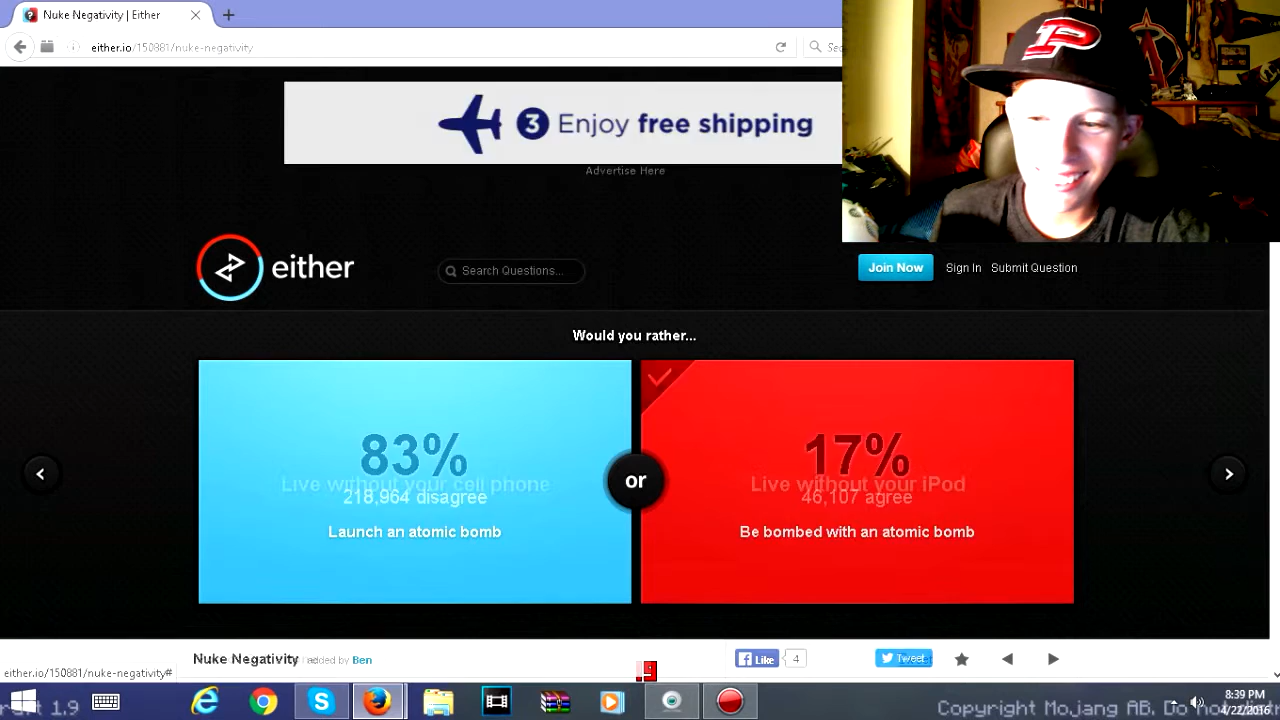 Nuke Negativity | Either
either.io/150881/nuke-negativity
3 Enjoy free shipping
Advertise Here
P
A
either
Search Questions...
Join Now
Sign In
Submit Question
Would you rather...
83%
Live without your cell phone
218,964 disagree
Launch an atomic bomb
or
17%
Live without your iPod
46,107 agree
Be bombed with an atomic bomb
Nuke Negativity
added by Ben
Like
4
Tweet
either.io/150881/nuke-negativity#
8:39 PM
4/22/2016
1.9
Copyright Mojang AB. Do not